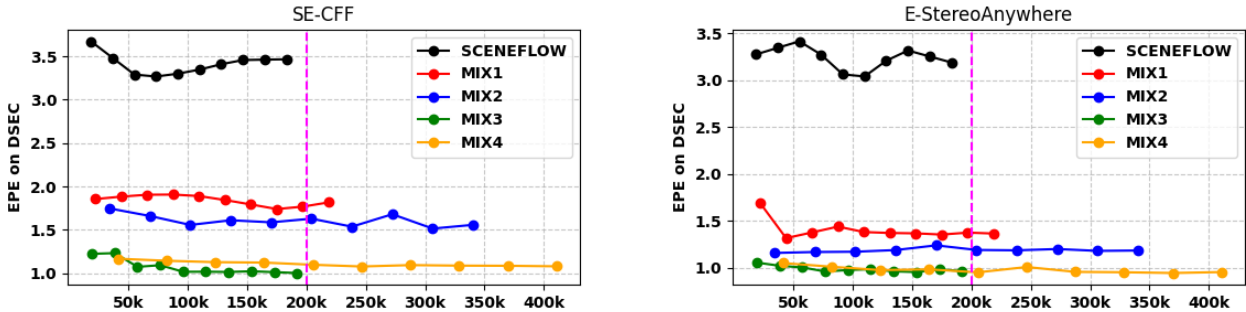 SE-CFF
EPE on DSEC
3.5
3.0
2.5
2.0
1.5
1.0
50k 100k 150k 200k 250k 300k 350k 400k
SCENEFLOW
MIX1
MIX2
MIX3
MIX4
E-StereoAnywhere
EPE on DSEC
3.5
3.0
2.5
2.0
1.5
1.0
50k 100k 150k 200k 250k 300k 350k 400k
SCENEFLOW
MIX1
MIX2
MIX3
MIX4